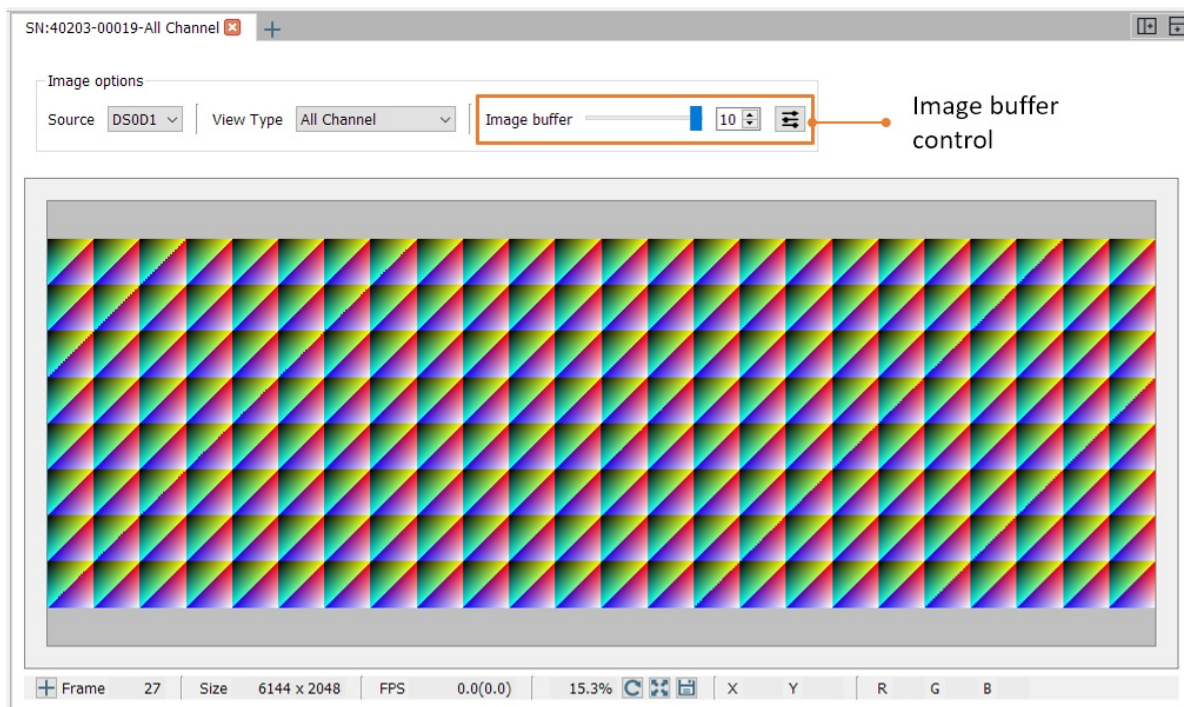 SN:40203-00019-All Channel
Image options
Source DS0D1 View Type All Channel Image buffer 10
Image buffer
control
Frame 27 Size 6144 x 2048 FPS 0.0(0.0) 15.3% X Y R G B